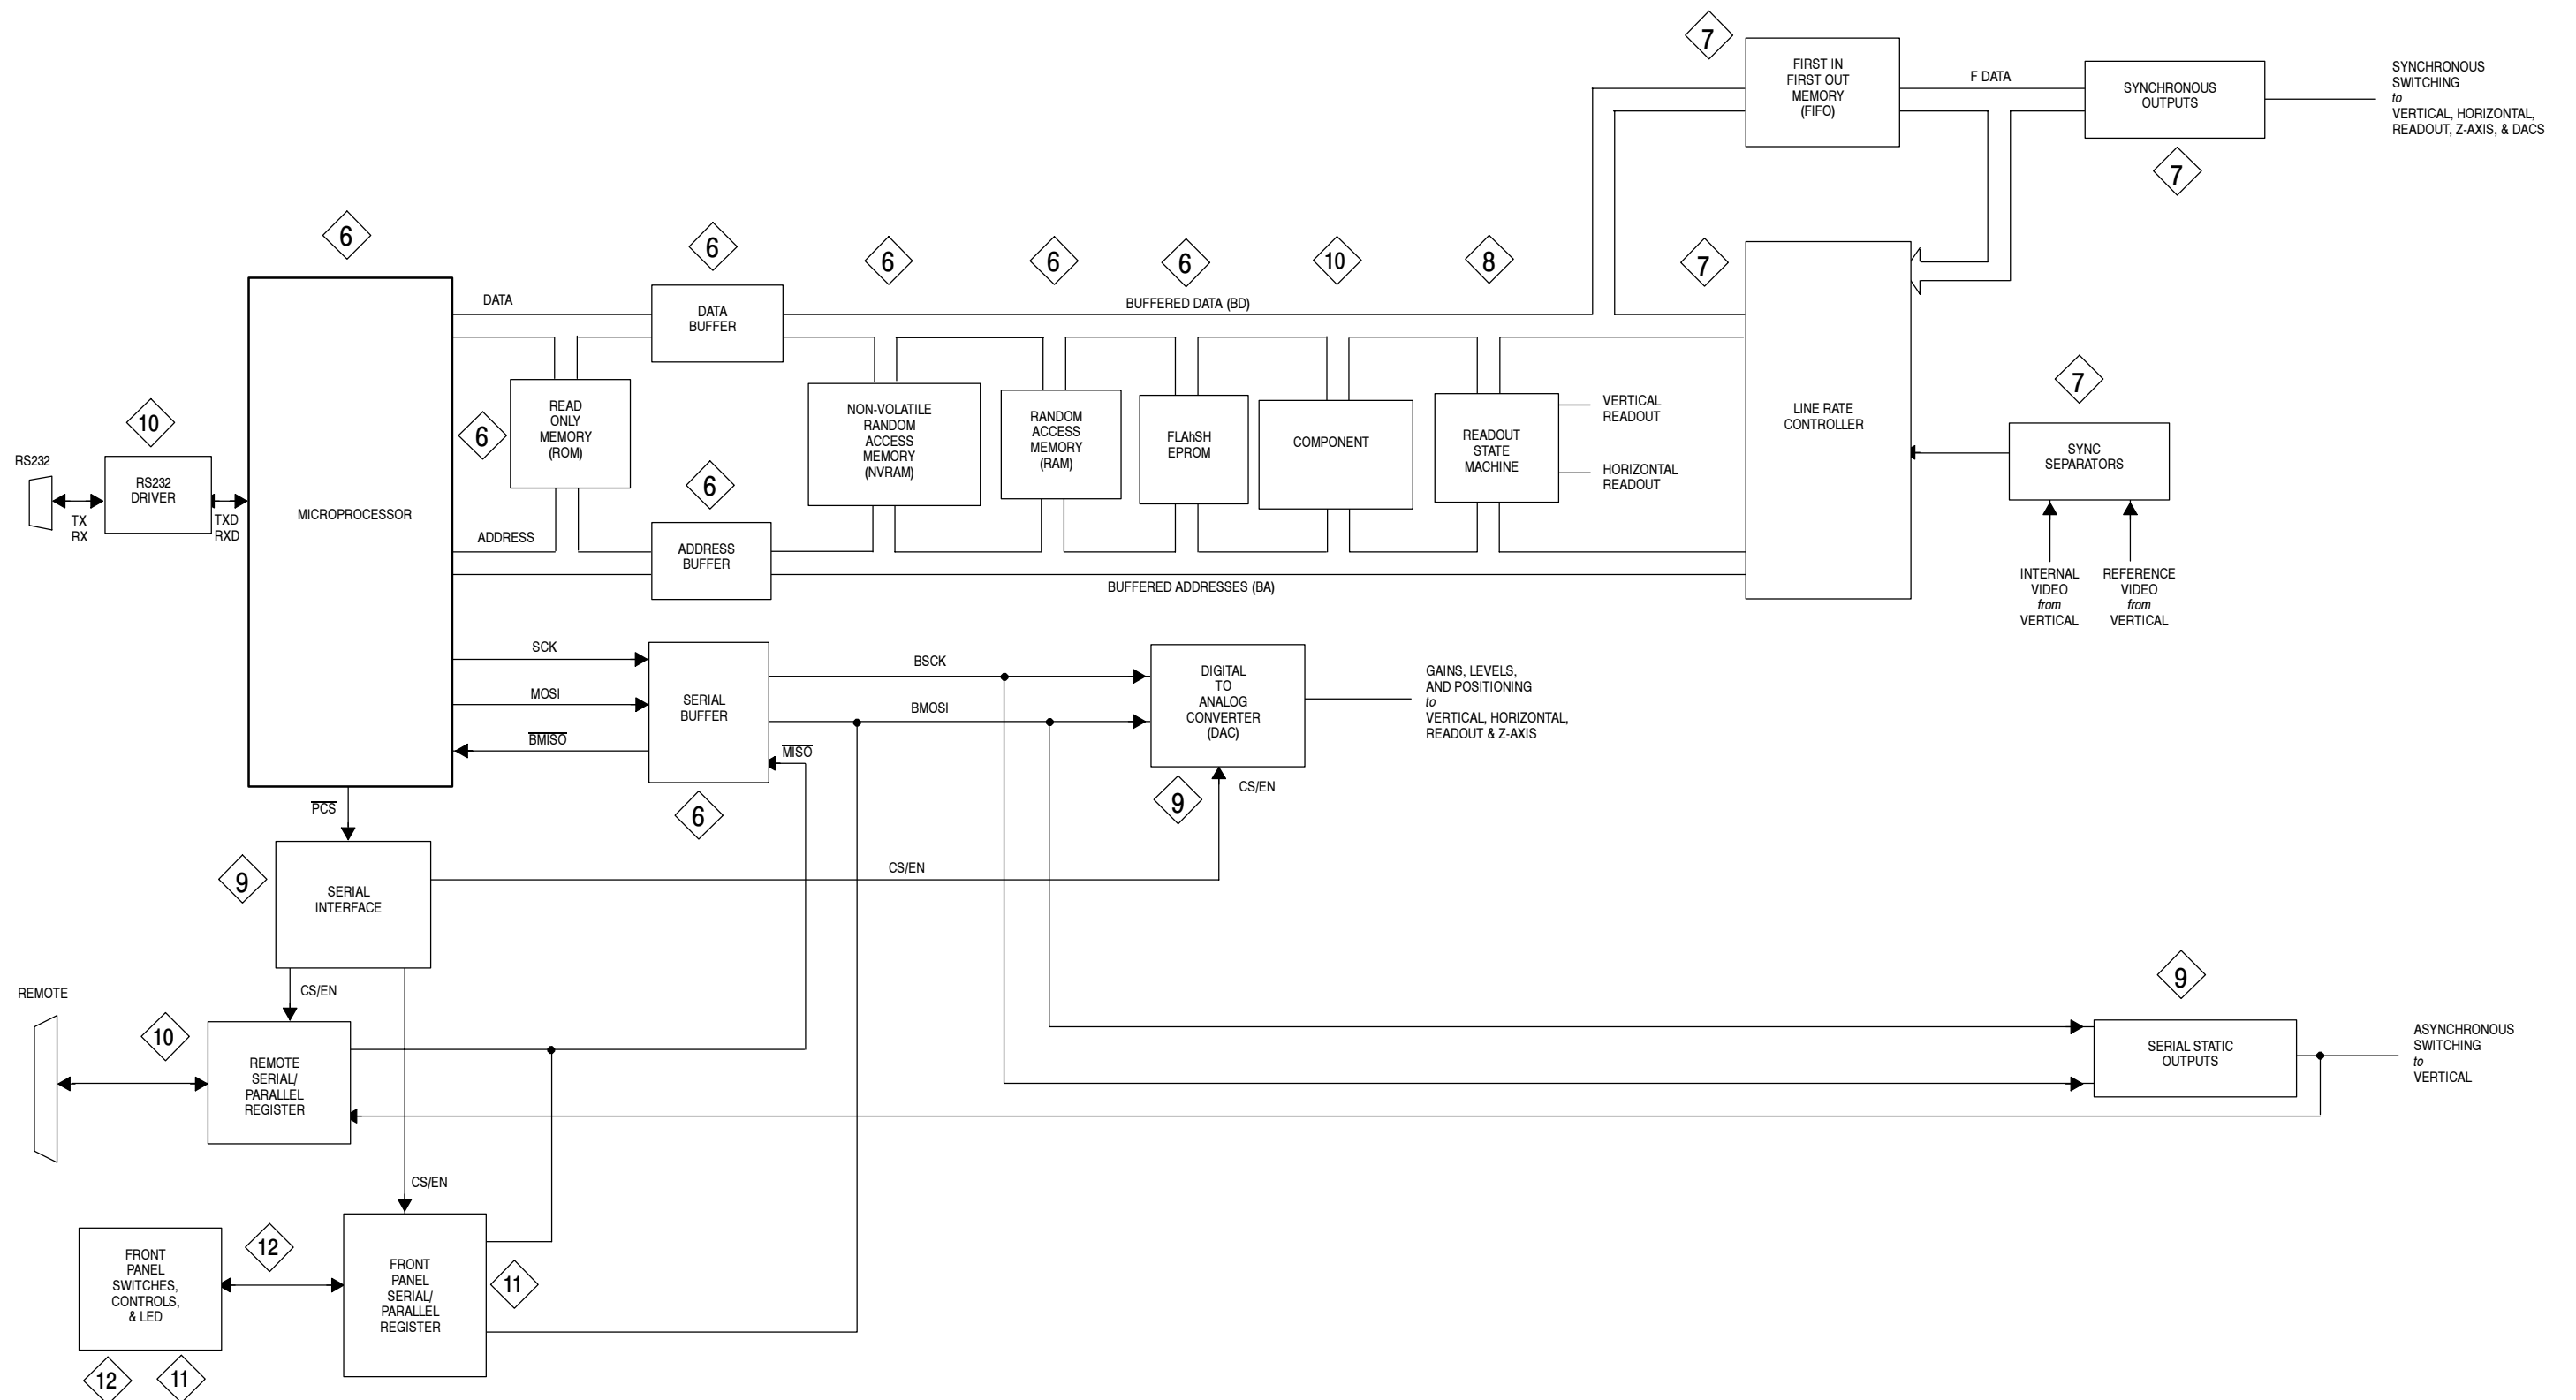 7
FIRST IN
FIRST OUT
MEMORY
(FIFO)
F DATA
SYNCHRONOUS
OUTPUTS
7
SYNCHRONOUS
SWITCHING
to
VERTICAL, HORIZONTAL,
READOUT, Z-AXIS, & DACS
6
MICROPROCESSOR
DATA
6
DATA
BUFFER
BUFFERED DATA (BD)
6
READ
ONLY
MEMORY
(ROM)
6
NON-VOLATILE
RANDOM
ACCESS
MEMORY
(NVRAM)
6
RANDOM
ACCESS
MEMORY
(RAM)
6
FLAhSH
EPROM
10
COMPONENT
8
READOUT
STATE
MACHINE
VERTICAL
READOUT
HORIZONTAL
READOUT
7
LINE RATE
CONTROLLER
7
SYNC
SEPARATORS
INTERNAL
VIDEO
from
VERTICAL
REFERENCE
VIDEO
from
VERTICAL
RS232
10
RS232
DRIVER
TX
RX
TXD
RXD
ADDRESS
6
ADDRESS
BUFFER
BUFFERED ADDRESSES (BA)
SCK
MOSI
BMISO
SERIAL
BUFFER
6
BSCK
BMOSI
MISO
DIGITAL
TO
ANALOG
CONVERTER
(DAC)
9
CS/EN
GAINS, LEVELS,
AND POSITIONING
to
VERTICAL, HORIZONTAL,
READOUT & Z-AXIS
PCS
9
SERIAL
INTERFACE
CS/EN
CS/EN
REMOTE
10
REMOTE
SERIAL/
PARALLEL
REGISTER
9
SERIAL STATIC
OUTPUTS
ASYNCHRONOUS
SWITCHING
to
VERTICAL
CS/EN
FRONT
PANEL
SWITCHES,
CONTROLS,
& LED
12
12
11
FRONT
PANEL
SERIAL/
PARALLEL
REGISTER
11